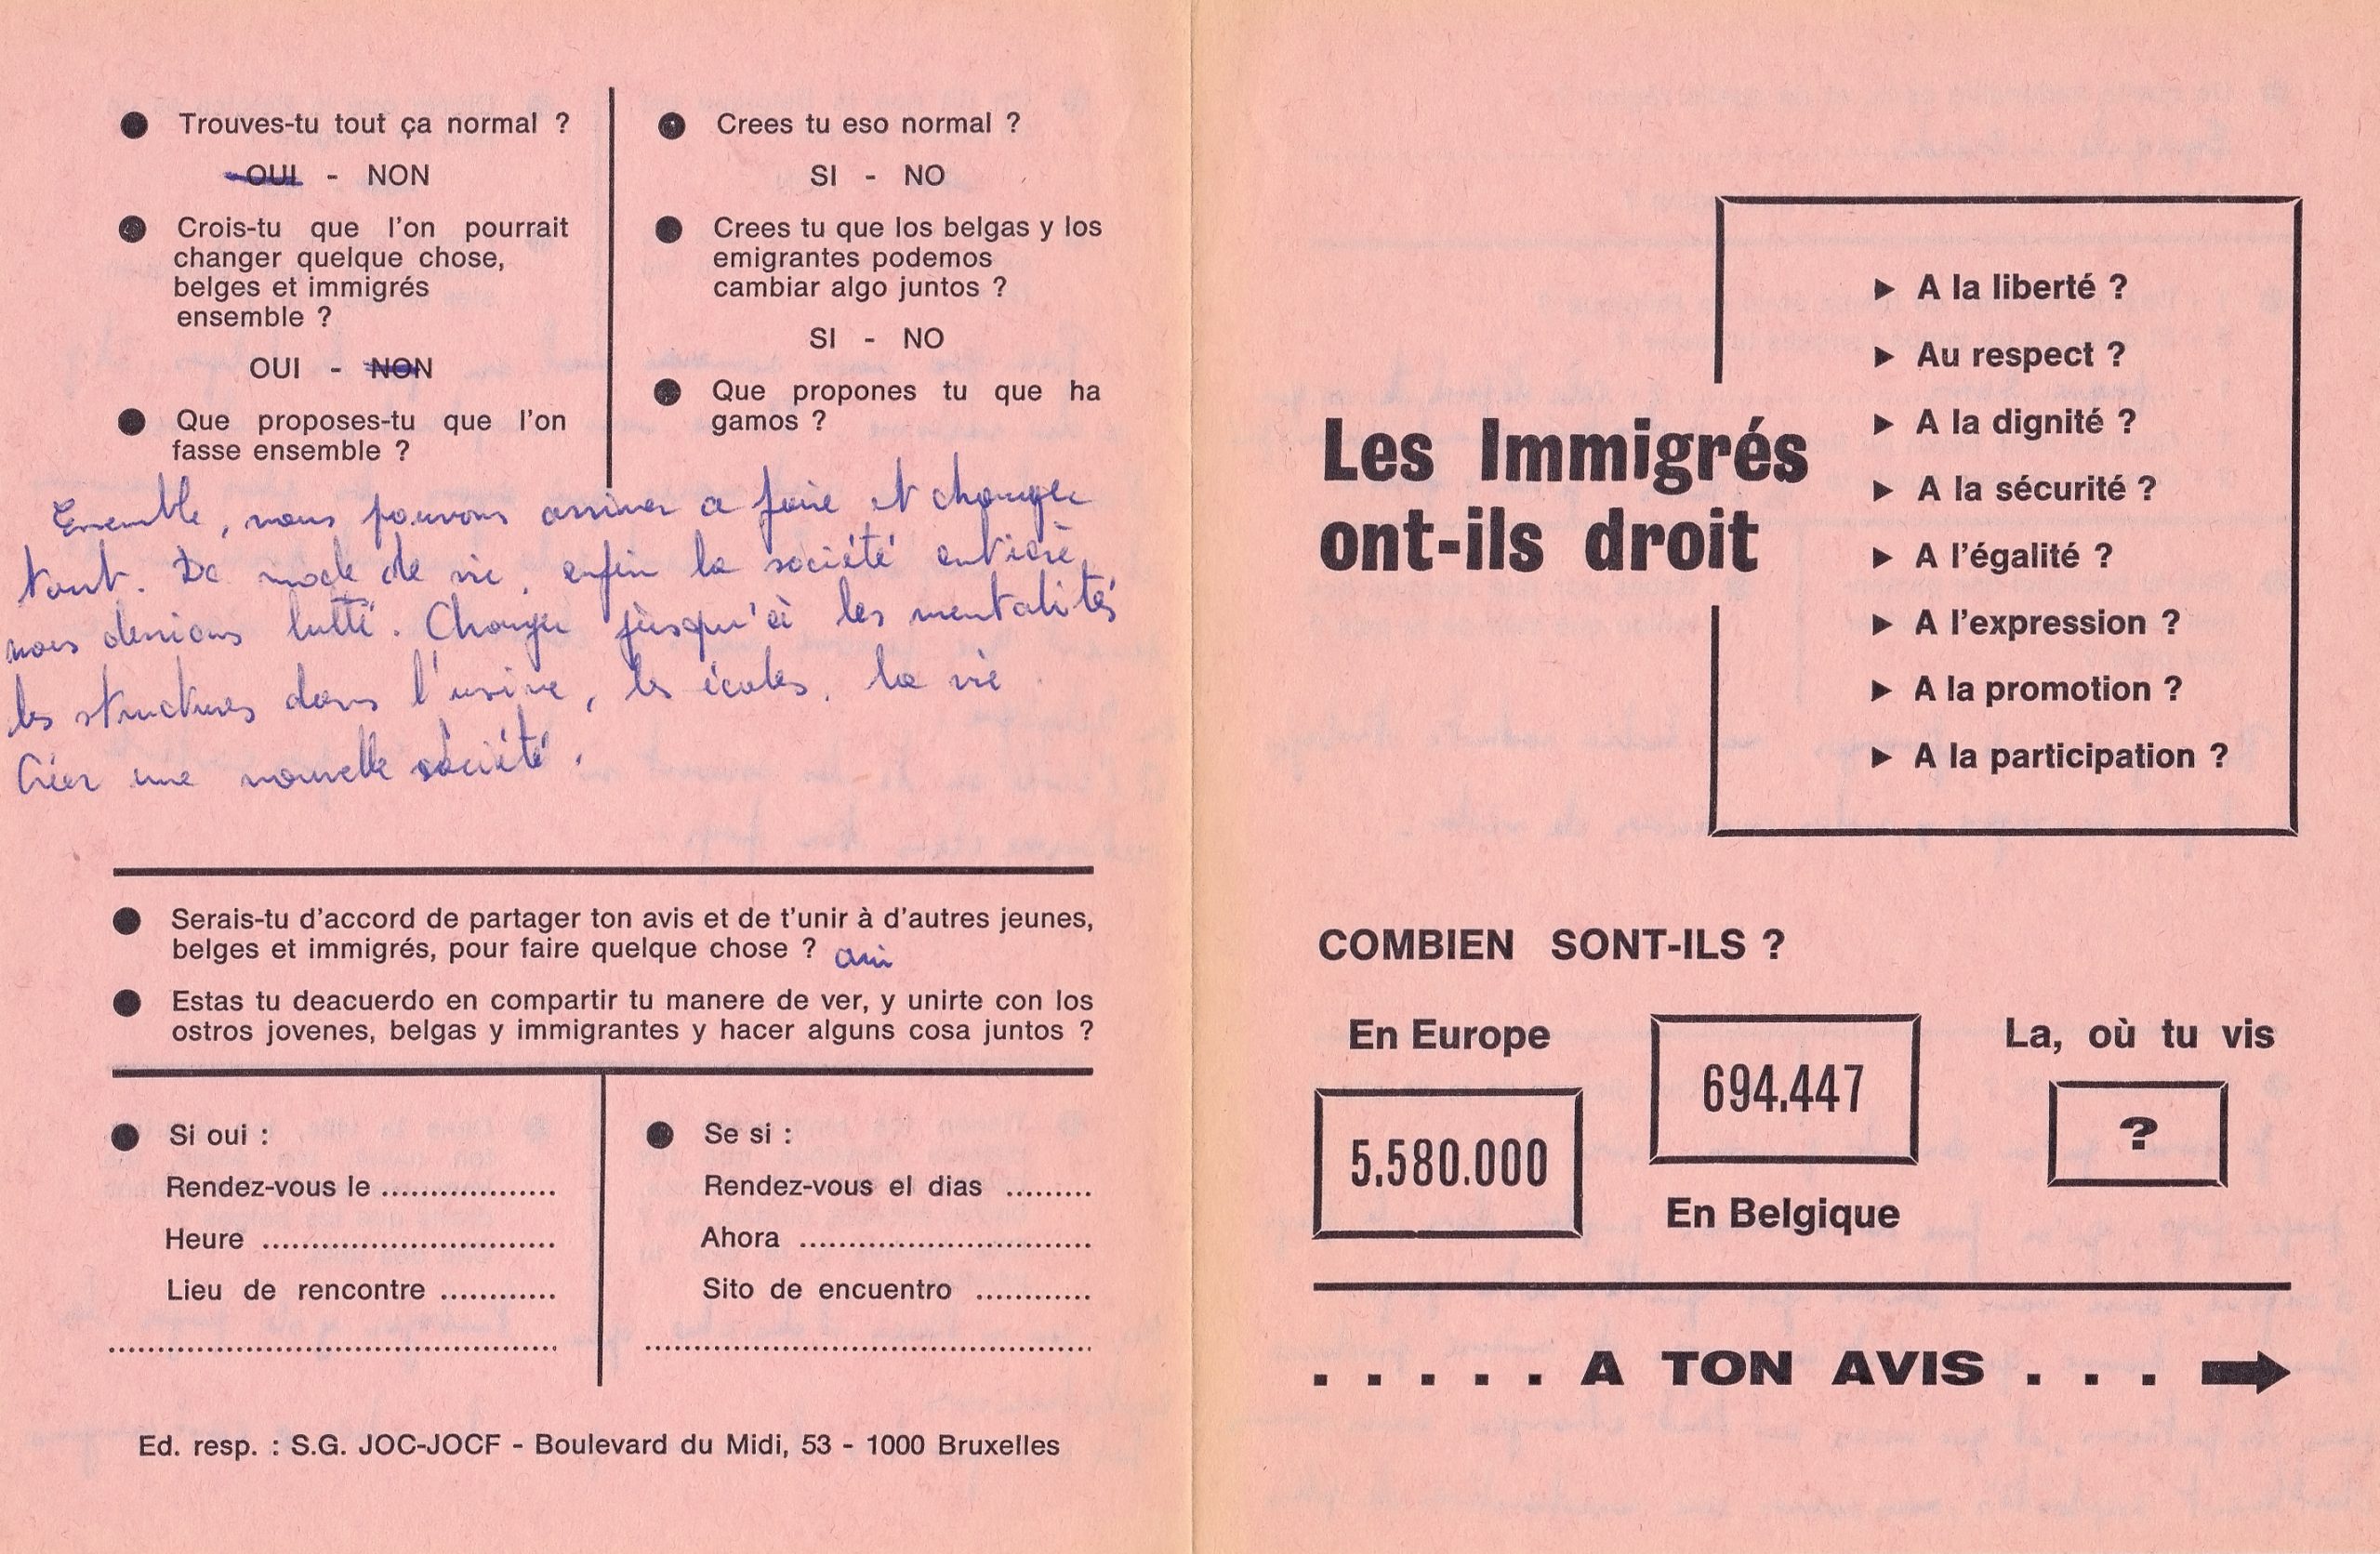 ● Trouves-tu tout ça normal ?
OUI - NON
● Crois-tu que l'on pourrait
changer quelque chose,
belges et immigrés
ensemble ?
OUI - NON
● Que proposes-tu que l'on
fasse ensemble ?
● Crees tu eso normal ?
SI - NO
● Crees tu que los belgas y los
emigrantes podemos
cambiar algo juntos ?
SI - NO
● Que propones tu que ha
gamos ?
Ensemble, nous pouvons arriver a faire et changer
tout. De mode de vie, enfin la société entière,
nous devrions lutté. Changer jusqu'à les mentalités
les structures dans l'usine, les écoles, la vie.
Créer une nouvelle société.
● Serais-tu d'accord de partager ton avis et de t'unir à d'autres jeunes,
belges et immigrés, pour faire quelque chose ? oui
● Estas tu deacuerdo en compartir tu manere de ver, y unirte con los
ostros jovenes, belgas y immigrantes y hacer alguns cosa juntos ?
● Si oui :
Rendez-vous le ..................
Heure ..............................
Lieu de rencontre ............
● Se si :
Rendez-vous el dias .........
Ahora ..............................
Sito de encuentro ............
Ed. resp. : S.G. JOC-JOCF - Boulevard du Midi, 53 - 1000 Bruxelles
Les Immigrés
ont-ils droit
► A la liberté ?
► Au respect ?
► A la dignité ?
► A la sécurité ?
► A l'égalité ?
► A l'expression ?
► A la promotion ?
► A la participation ?
COMBIEN SONT-ILS ?
En Europe
5.580.000
694.447
En Belgique
La, où tu vis
?
. . . . . A TON AVIS . . . ➡